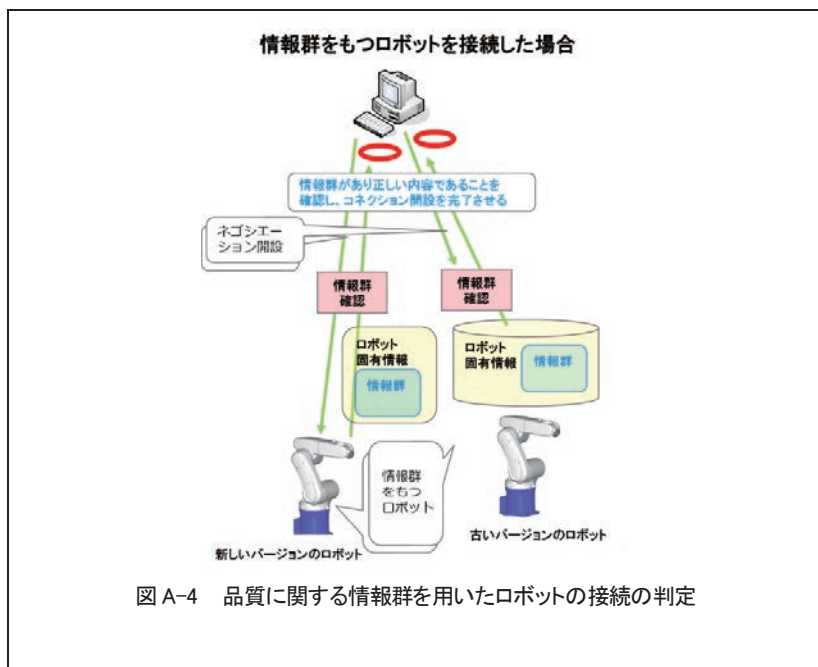 情報群をもつロボットを接続した場合
情報群があり正しい内容であることを
確認し、コネクション開設を完了させる
ネゴシエー
ション開設
情報群
確認
情報群
確認
ロボット
固有情報
情報群
ロボット
固有情報
情報群
情報群
をもつ
ロボット
新しいバージョンのロボット
古いバージョンのロボット
図 A-4　品質に関する情報群を用いたロボットの接続の判定